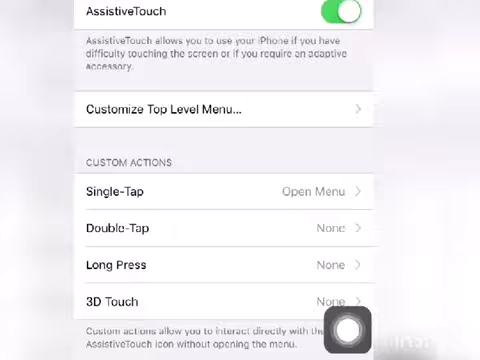 AssistiveTouch
AssistiveTouch allows you to use your iPhone if you have
difficulty touching the screen or if you require an adaptive
accessory.
Customize Top Level Menu...
CUSTOM ACTIONS
Single-Tap Open Menu
Double-Tap None
Long Press None
3D Touch None
Custom actions allow you to interact directly with the
AssistiveTouch icon without opening the menu.